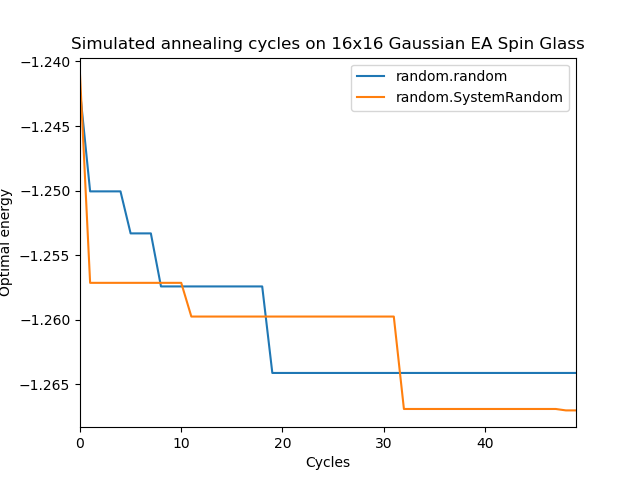 Simulated annealing cycles on 16x16 Gaussian EA Spin Glass
random.random
random.SystemRandom
Optimal energy
−1.240
−1.245
−1.250
−1.255
−1.260
−1.265
0
10
20
30
40
Cycles